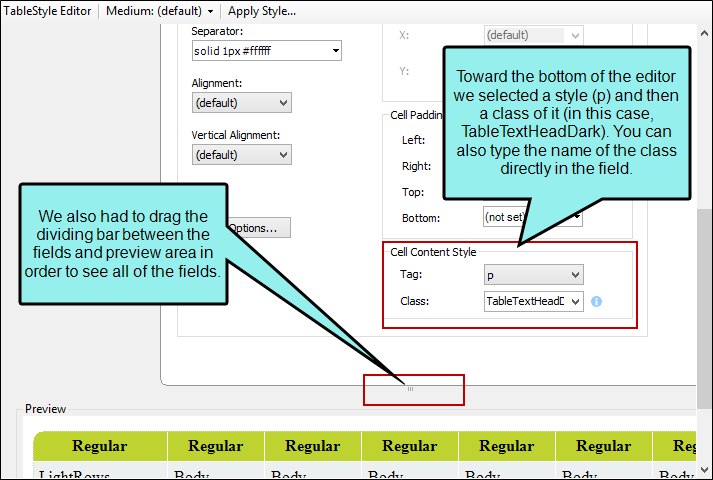 TableStyle Editor Medium: (default) Apply Style...
Separator:
solid 1px #ffffff
Alignment:
(default)
Vertical Alignment:
(default)
Options...
X: (default)
Y:
Cell Paddin
Left:
Right:
Top:
Bottom: (not set)
Toward the bottom of the editor
we selected a style (p) and then
a class of it (in this case,
TableTextHeadDark). You can
also type the name of the class
directly in the field.
We also had to drag the
dividing bar between the
fields and preview area in
order to see all of the fields.
Cell Content Style
Tag: p
Class: TableTextHeadD
Preview
Regular Regular Regular Regular Regular Regular Regu
LightRows Body Body Body Body Body Body